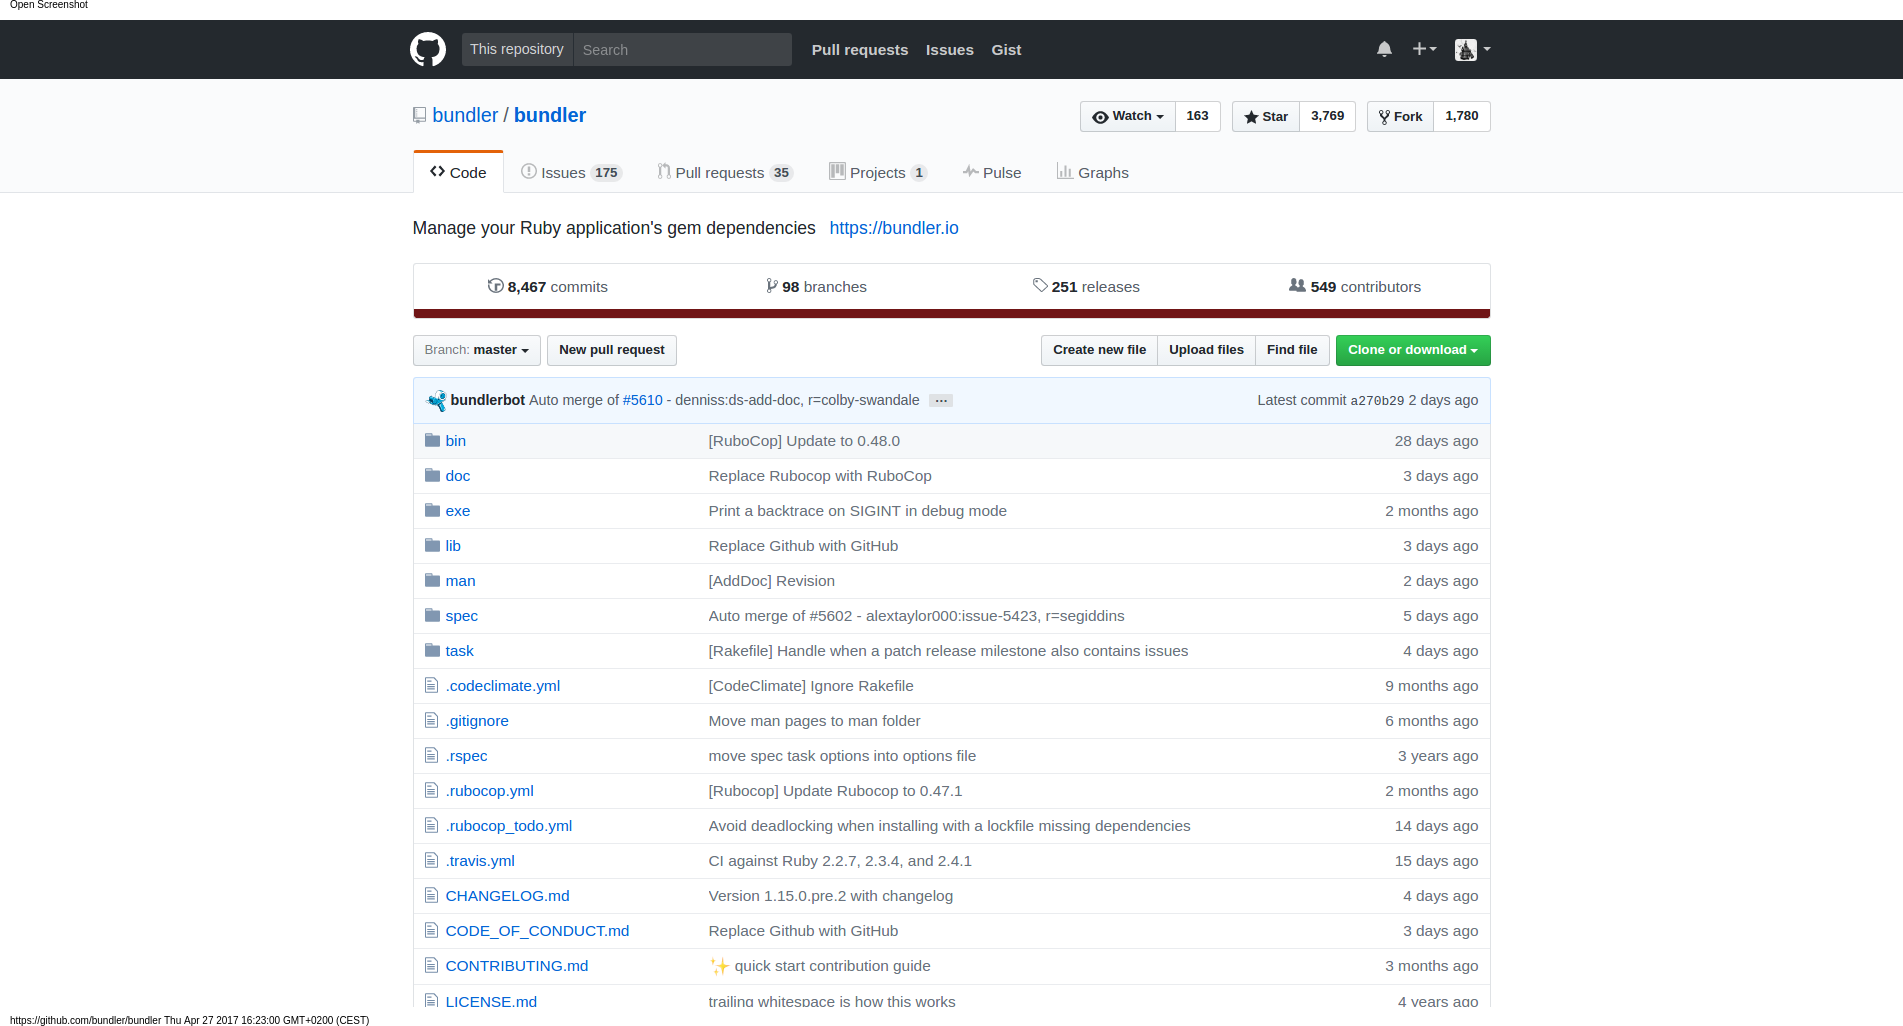 Open Screenshot
This repository Search Pull requests Issues Gist
bundler / bundler Watch 163 Star 3,769 Fork 1,780
Code Issues 175 Pull requests 35 Projects 1 Pulse Graphs
Manage your Ruby application's gem dependencies https://bundler.io
8,467 commits 98 branches 251 releases 549 contributors
Branch: master New pull request Create new file Upload files Find file Clone or download
bundlerbot Auto merge of #5610 - denniss:ds-add-doc, r=colby-swandale … Latest commit a270b29 2 days ago
bin [RuboCop] Update to 0.48.0 28 days ago
doc Replace Rubocop with RuboCop 3 days ago
exe Print a backtrace on SIGINT in debug mode 2 months ago
lib Replace Github with GitHub 3 days ago
man [AddDoc] Revision 2 days ago
spec Auto merge of #5602 - alextaylor000:issue-5423, r=segiddins 5 days ago
task [Rakefile] Handle when a patch release milestone also contains issues 4 days ago
.codeclimate.yml [CodeClimate] Ignore Rakefile 9 months ago
.gitignore Move man pages to man folder 6 months ago
.rspec move spec task options into options file 3 years ago
.rubocop.yml [Rubocop] Update Rubocop to 0.47.1 2 months ago
.rubocop_todo.yml Avoid deadlocking when installing with a lockfile missing dependencies 14 days ago
.travis.yml CI against Ruby 2.2.7, 2.3.4, and 2.4.1 15 days ago
CHANGELOG.md Version 1.15.0.pre.2 with changelog 4 days ago
CODE_OF_CONDUCT.md Replace Github with GitHub 3 days ago
CONTRIBUTING.md ✨ quick start contribution guide 3 months ago
LICENSE.md trailing whitespace is how this works 4 years ago
https://github.com/bundler/bundler Thu Apr 27 2017 16:23:00 GMT+0200 (CEST)